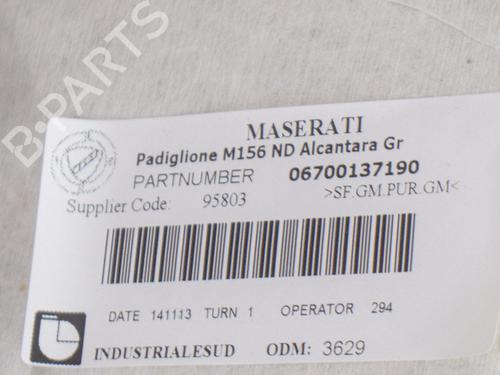 B-PARTS
MASERATI
Padiglione M156 ND Alcantara Gr
PARTNUMBER 06700137190
Supplier Code: 95803 >SF.GM.PUR.GM<
DATE 141113 TURN 1 OPERATOR 294
INDUSTRIALESUD ODM: 3629